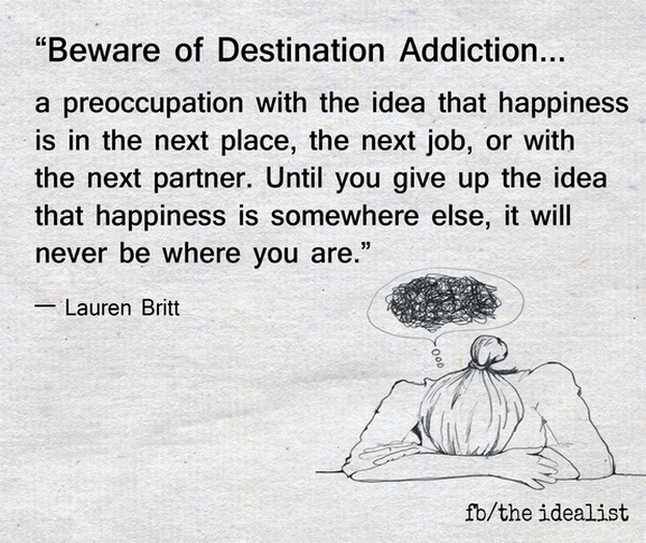 “Beware of Destination Addiction...
a preoccupation with the idea that happiness
is in the next place, the next job, or with
the next partner. Until you give up the idea
that happiness is somewhere else, it will
never be where you are.”
— Lauren Britt
fb/the idealist